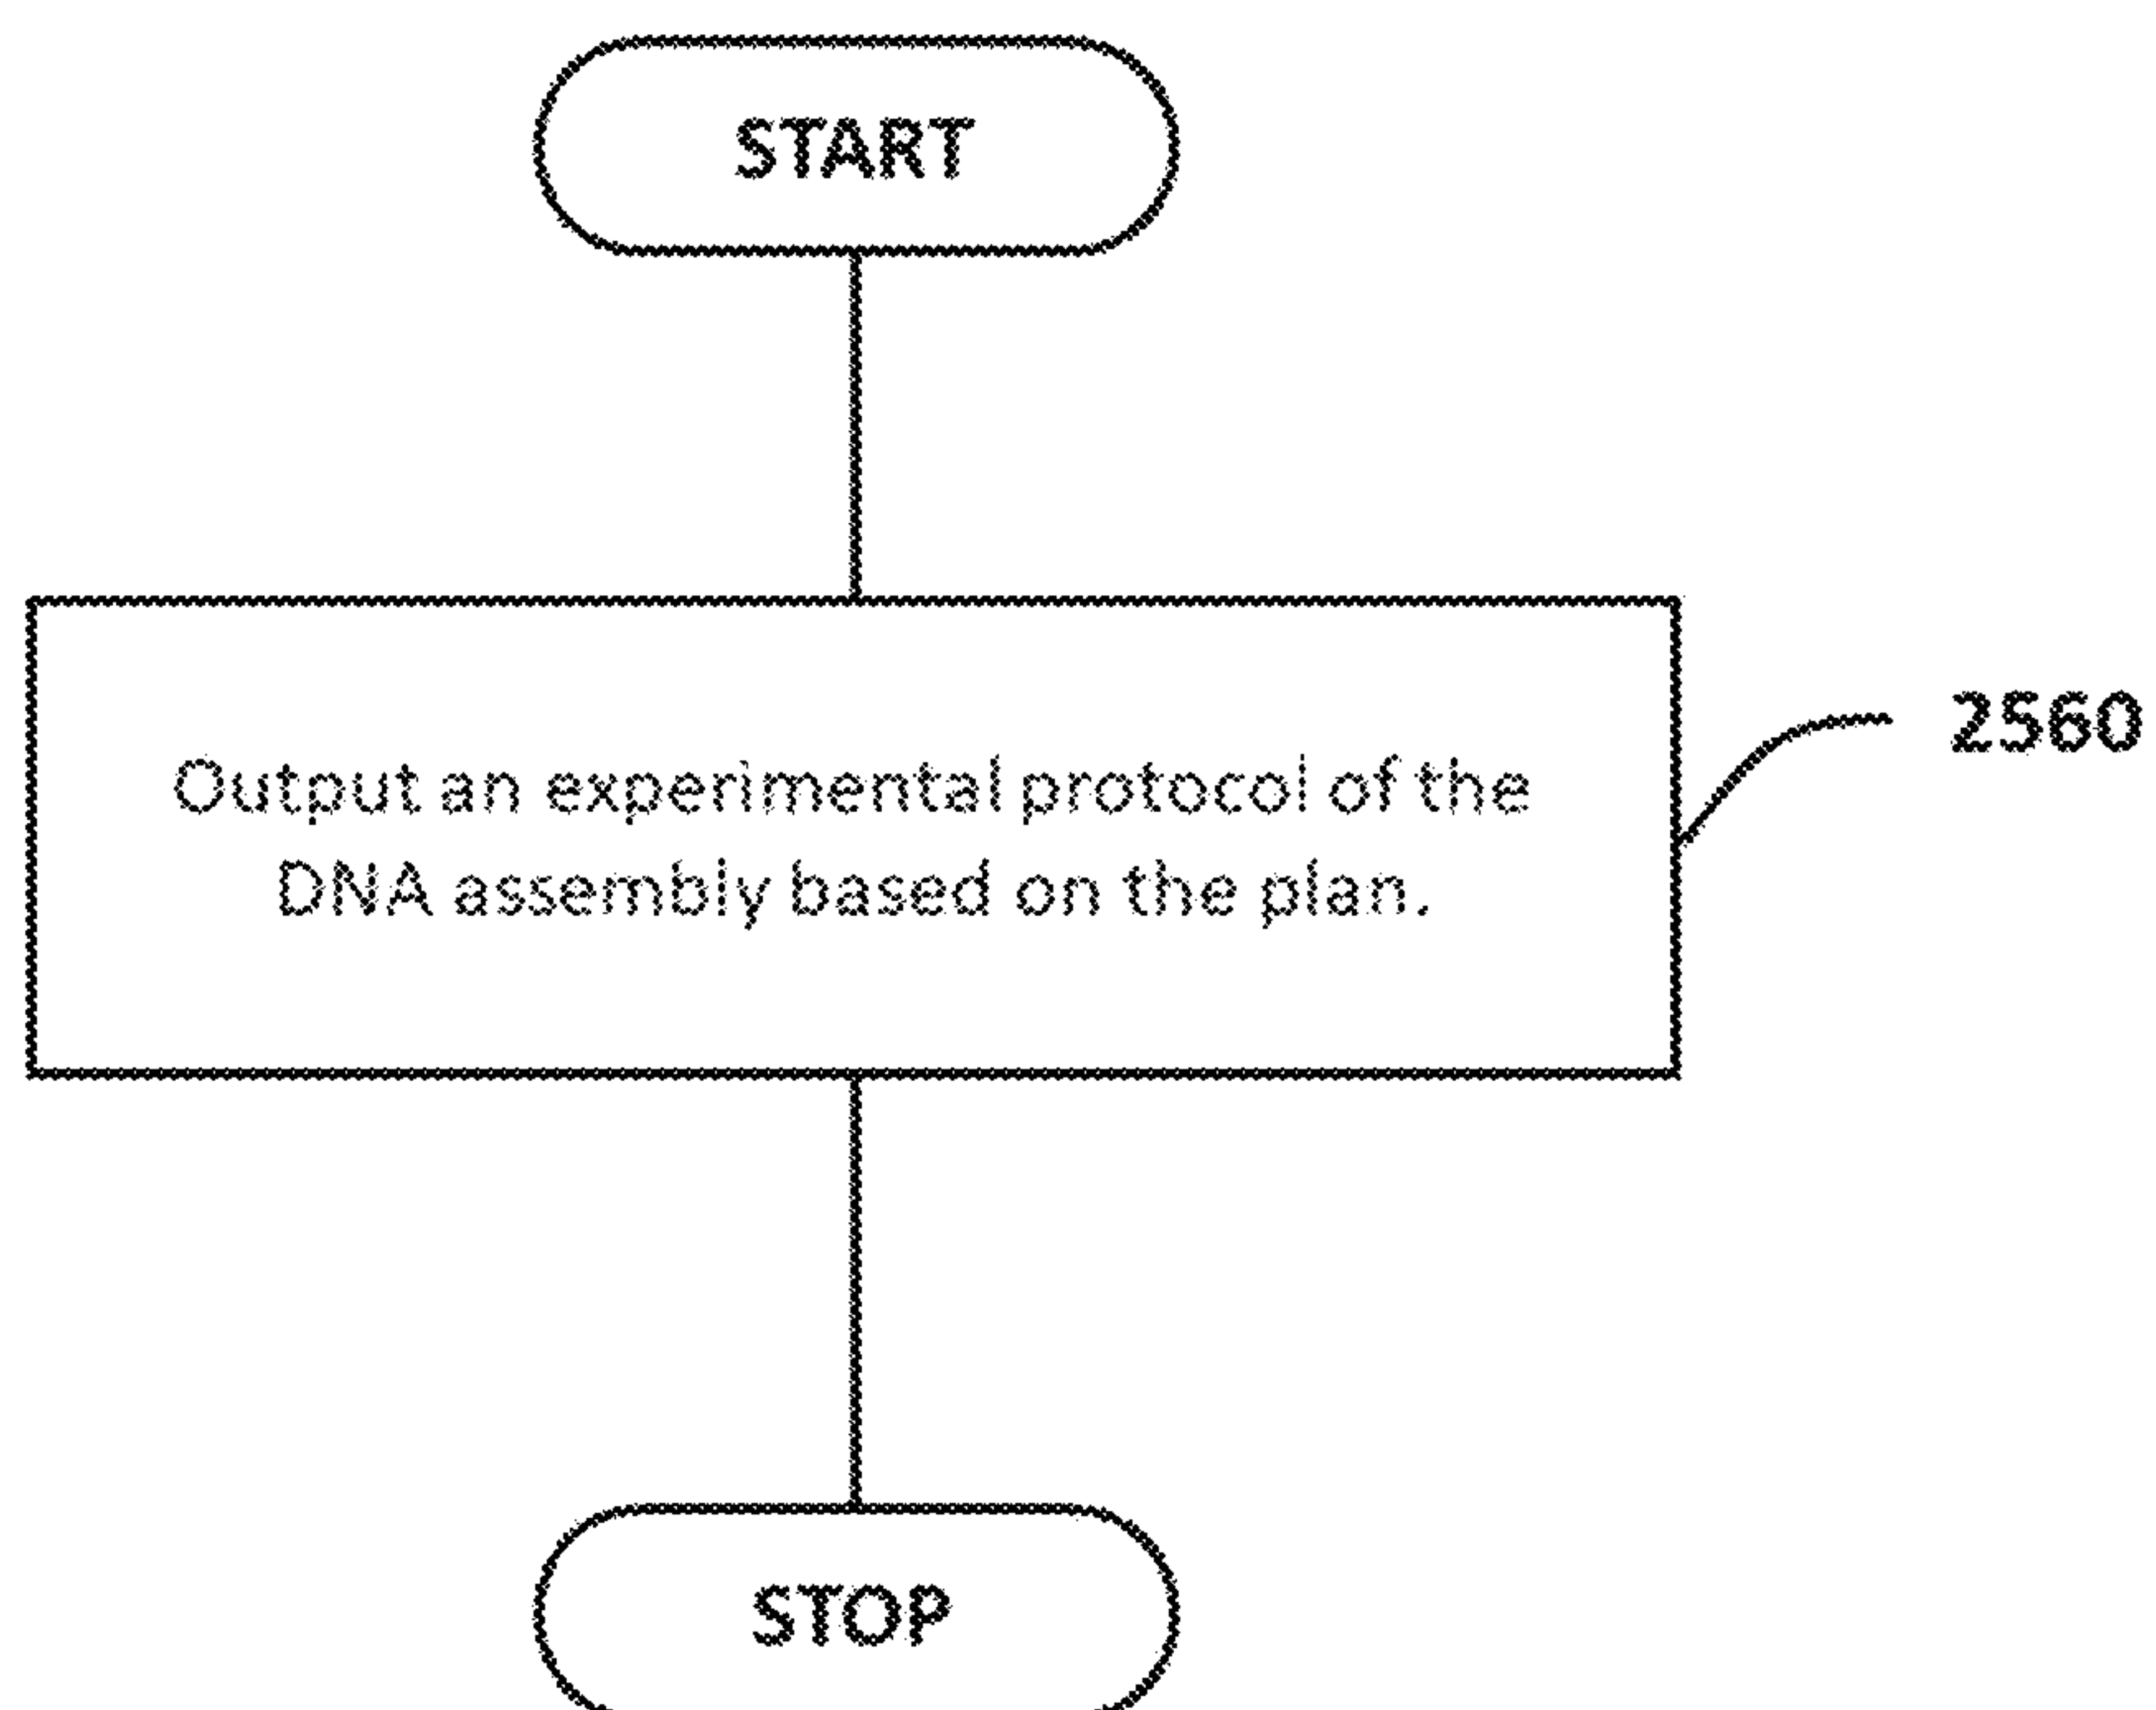 START
2560
Output an experimental protocol of the
DNA assembly based on the plan.
STOP